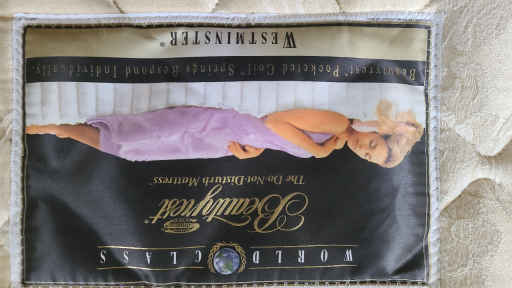 WORLD CLASS
Beautyrest
The Do-Not-Disturb Mattress®
Beautyrest® Pocketed Coil® Springs Respond Individually.
WESTMINSTER®